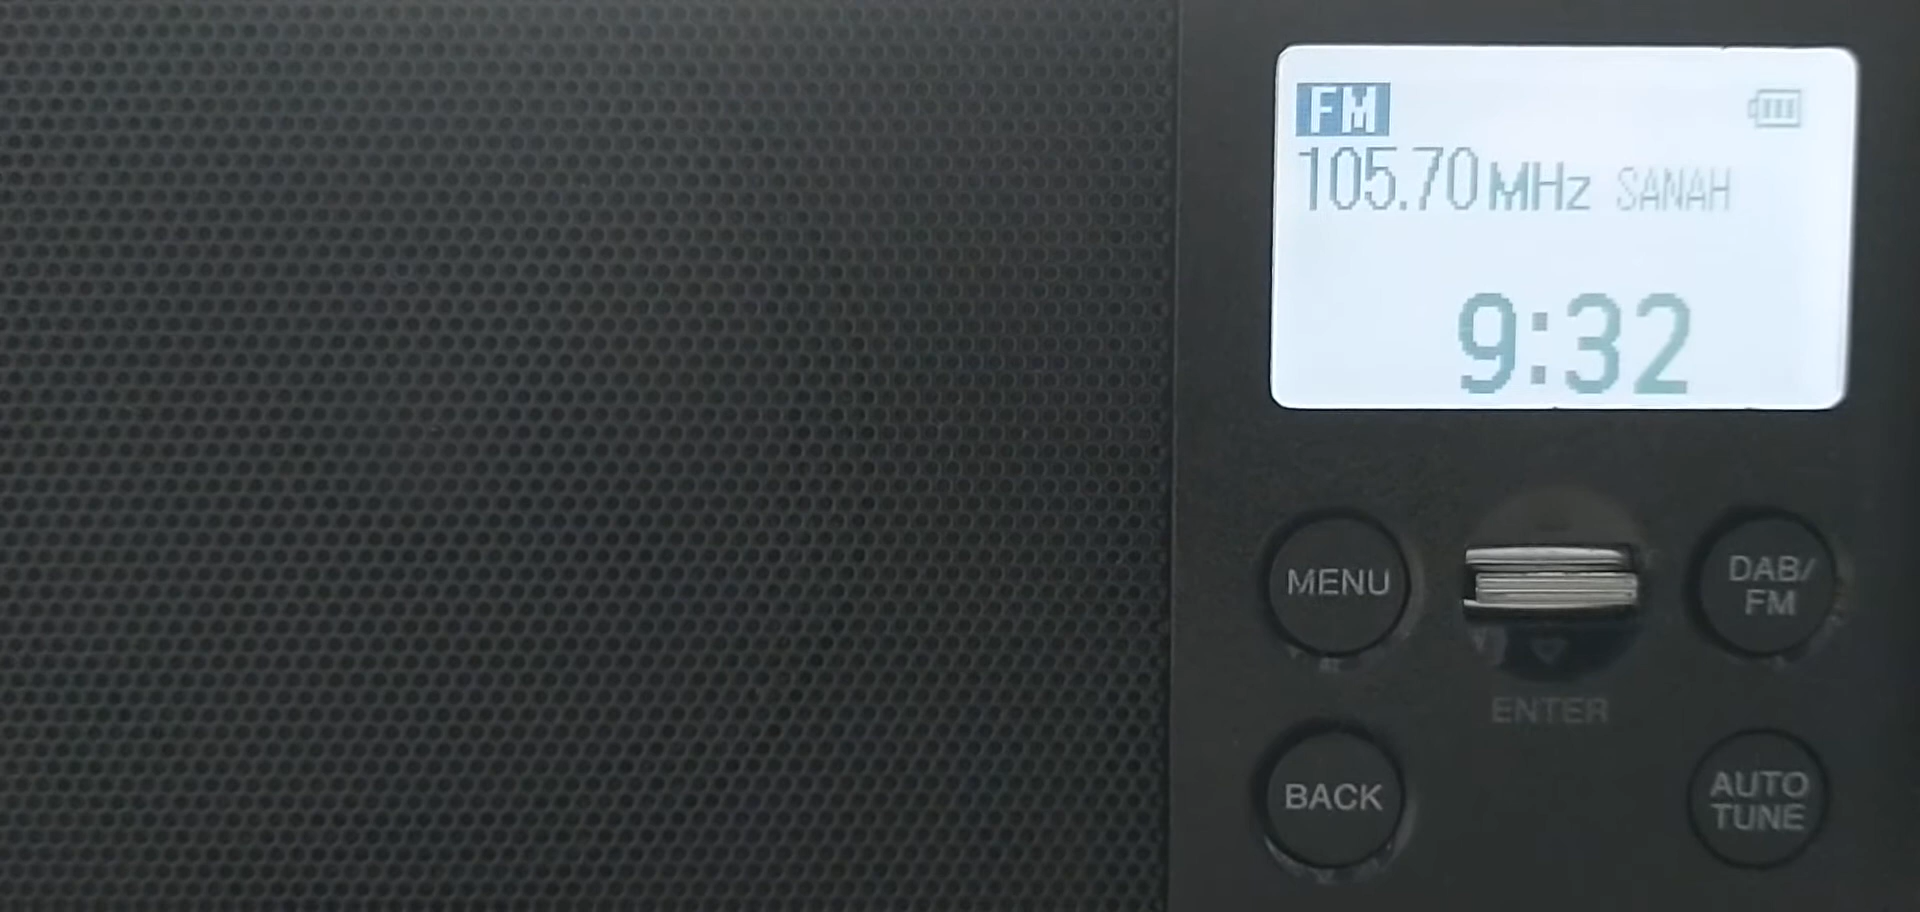 FM
105.70 MHz SANAH
9:32
MENU
DAB/
FM
ENTER
BACK
AUTO
TUNE